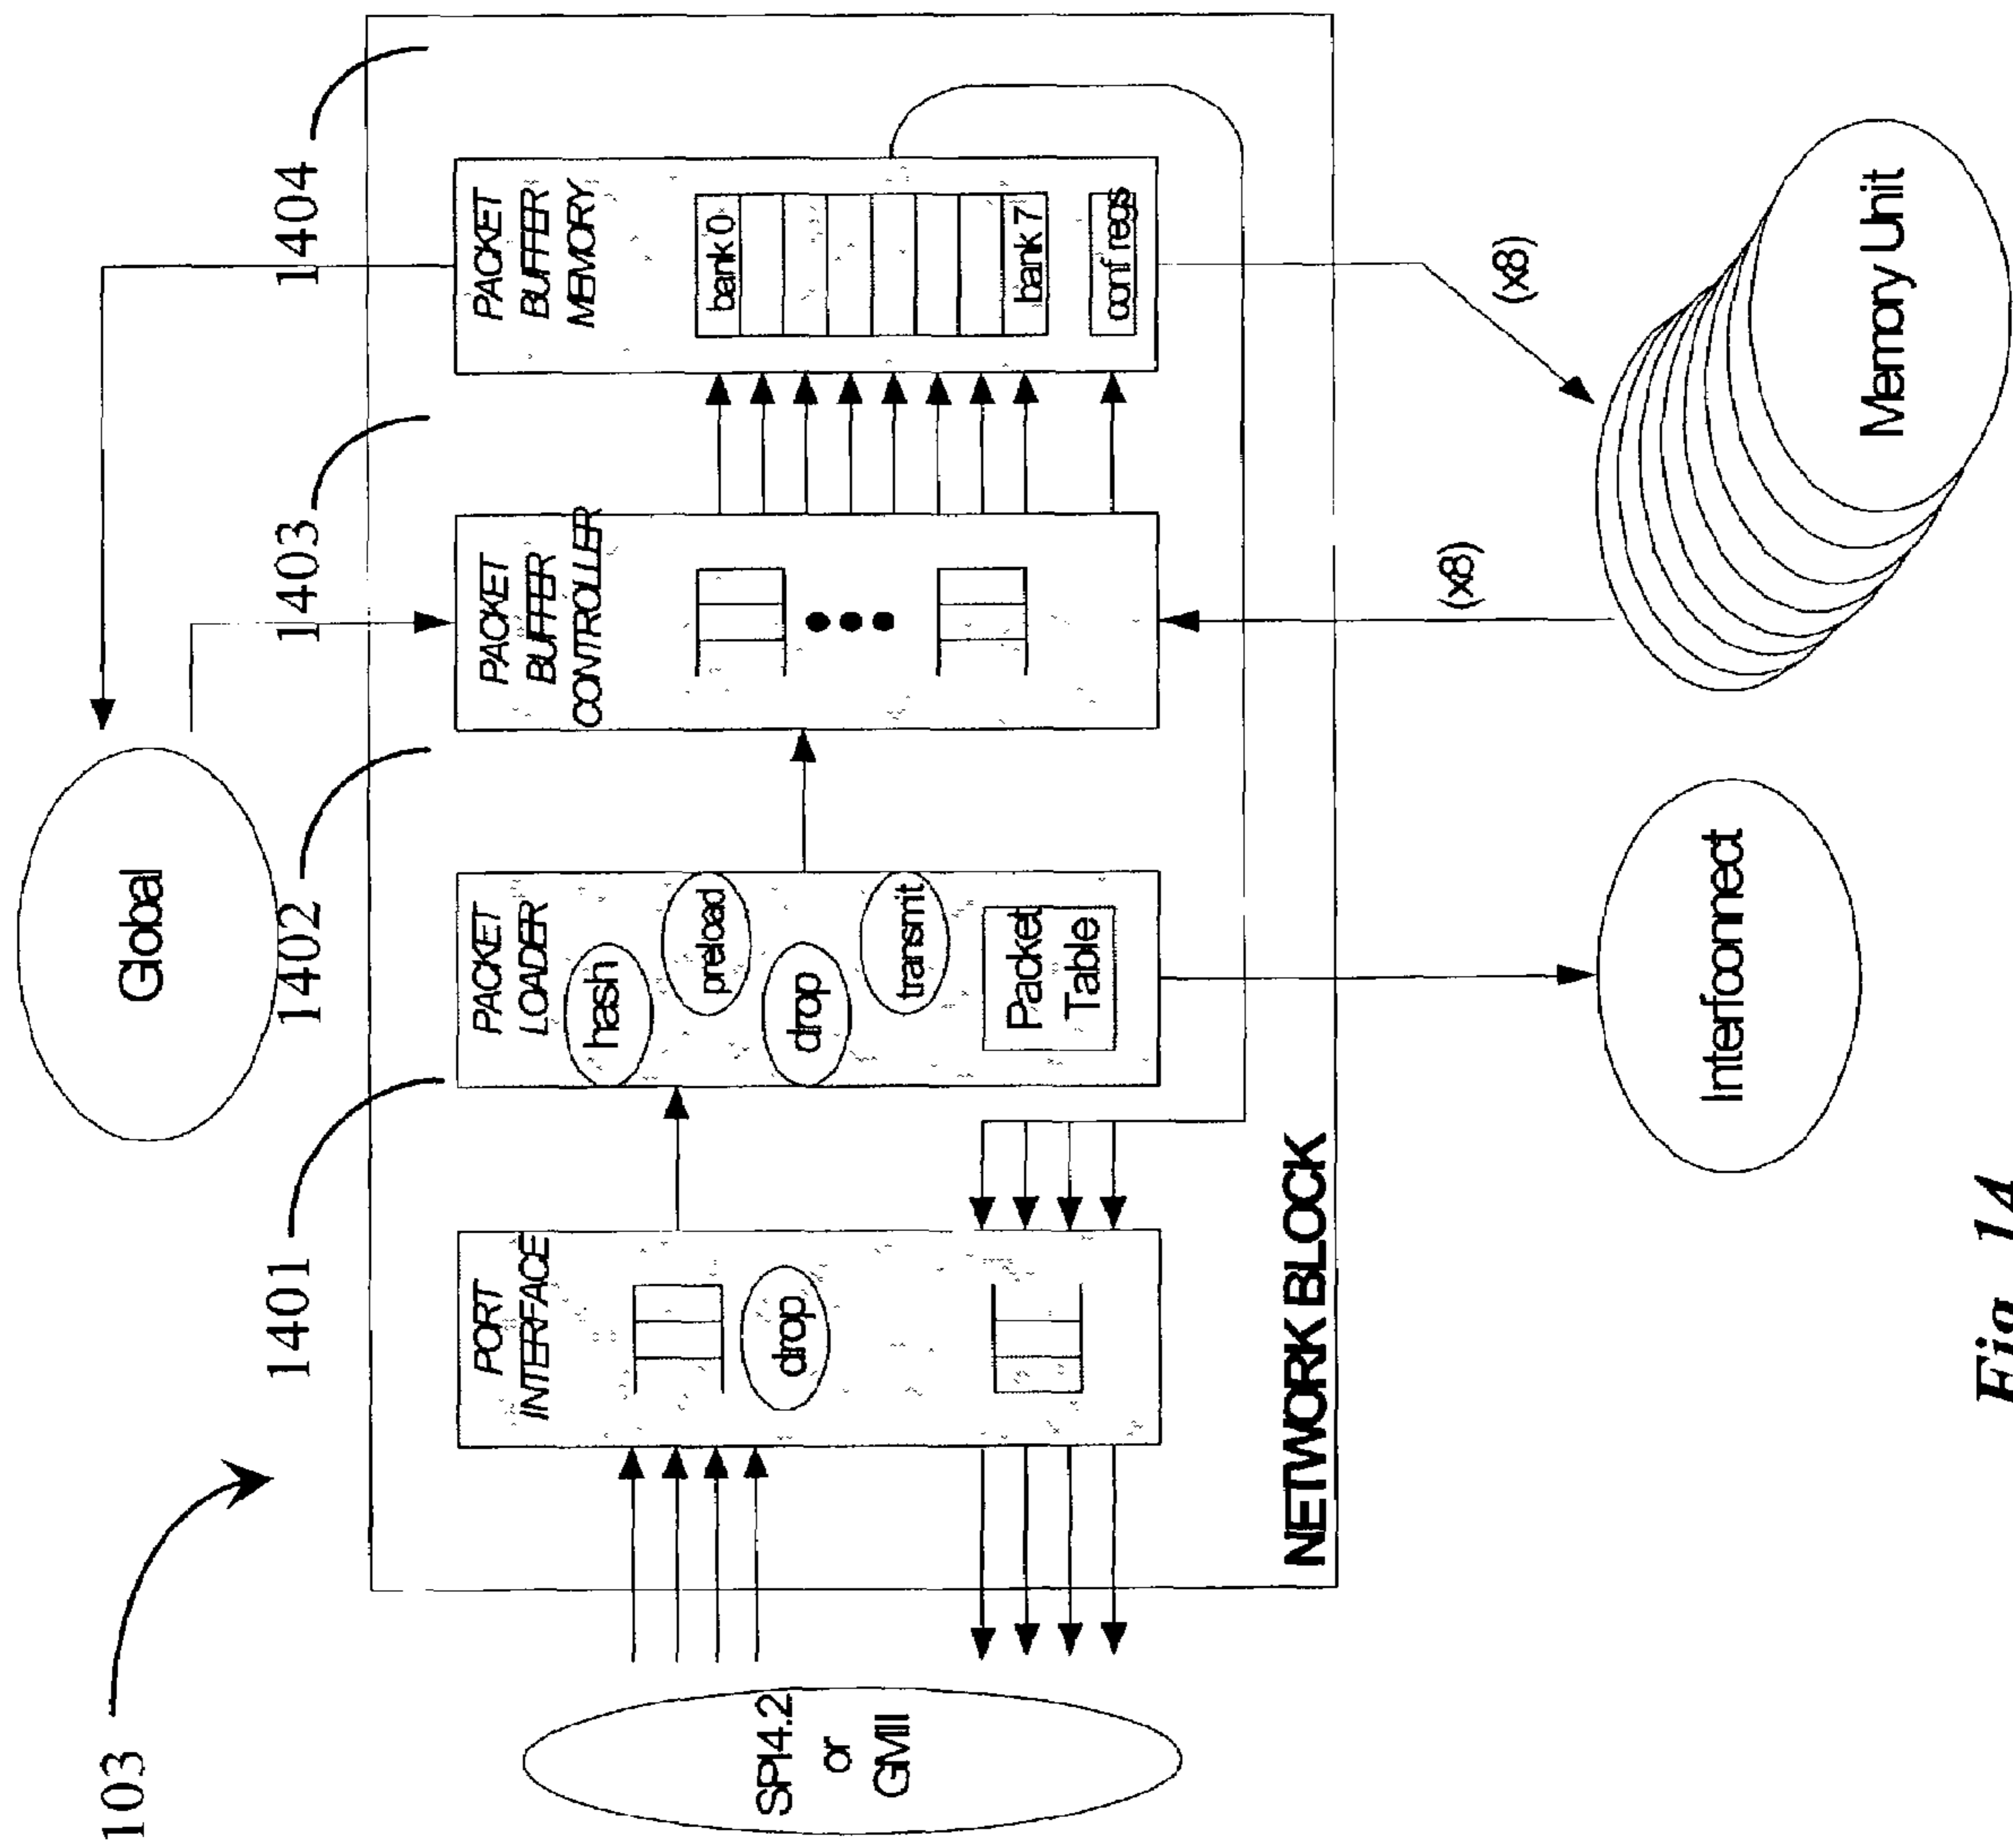 103
1401
1402
1403
1404
Global
SPI4.2
or
GMII
PORT
INTERFACE
drop
PACKET
LOADER
hash
preload
drop
transmit
Packet
Table
PACKET
BUFFER
CONTROLLER
PACKET
BUFFER
MEMORY
bank 0
bank 7
conf regs
NETWORK BLOCK
Interfconnect
(x8)
(x8)
Memory Unit
Fig. 14